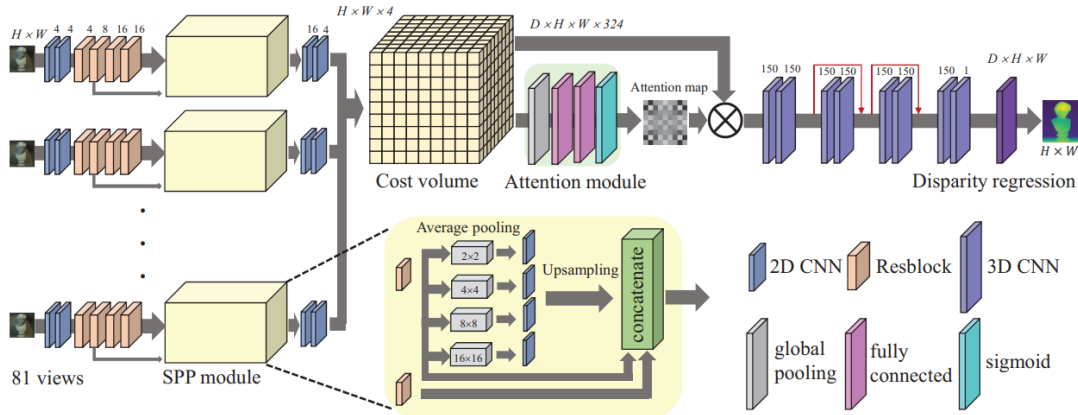 H × W
4 4
4 8 16 16
16 4
H × W × 4
D × H × W × 324
Cost volume
Attention module
Attention map
150 150
150 150
150 150
150 1
D × H × W
H × W
Disparity regression
81 views
SPP module
Average pooling
2×2
4×4
8×8
16×16
Upsampling
concatenate
2D CNN
Resblock
3D CNN
global
pooling
fully
connected
sigmoid